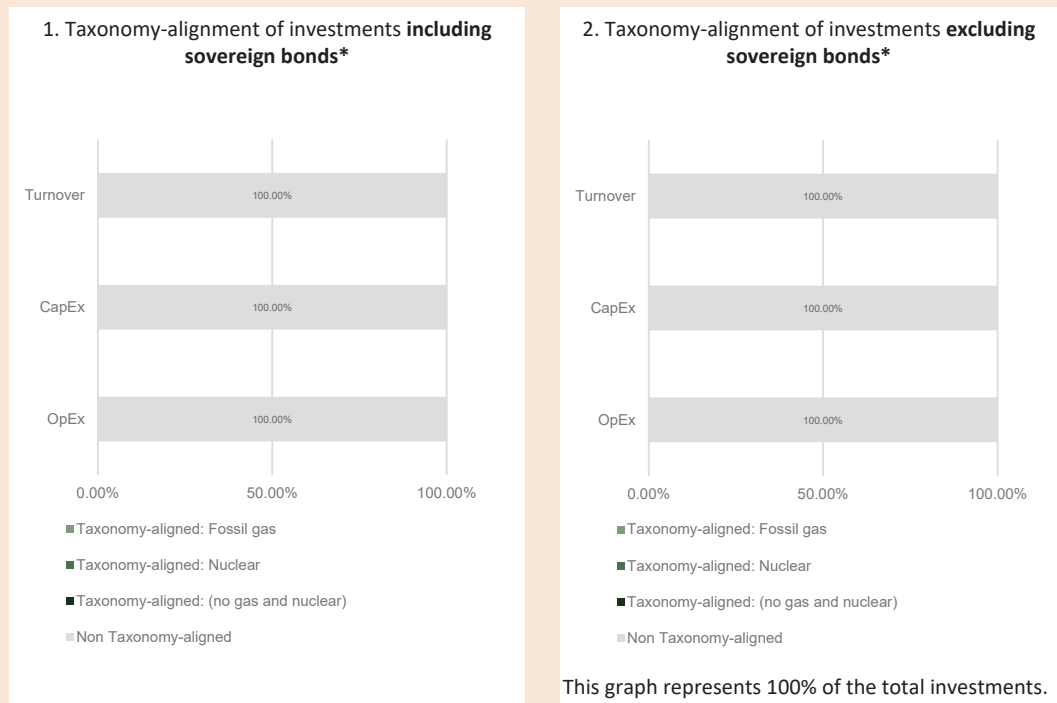 1. Taxonomy-alignment of investments including
sovereign bonds*
Turnover
100.00%
CapEx
100.00%
OpEx
100.00%
0.00% 50.00% 100.00%
Taxonomy-aligned: Fossil gas
Taxonomy-aligned: Nuclear
Taxonomy-aligned: (no gas and nuclear)
Non Taxonomy-aligned
2. Taxonomy-alignment of investments excluding
sovereign bonds*
Turnover
100.00%
CapEx
100.00%
OpEx
100.00%
0.00% 50.00% 100.00%
Taxonomy-aligned: Fossil gas
Taxonomy-aligned: Nuclear
Taxonomy-aligned: (no gas and nuclear)
Non Taxonomy-aligned
This graph represents 100% of the total investments.